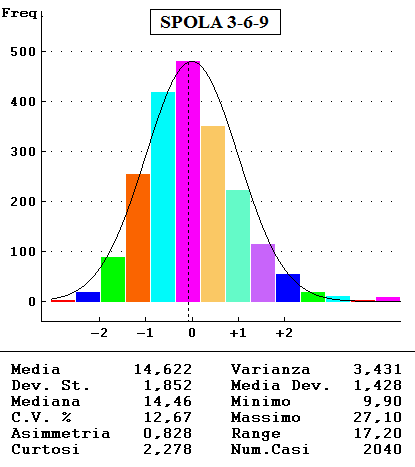 Freq
SPOLA 3-6-9
500
400
300
200
100
0
-2 -1 0 +1 +2
Media 14,622 Varianza 3,431
Dev. St. 1,852 Media Dev. 1,428
Mediana 14,46 Minimo 9,90
C.V. % 12,67 Massimo 27,10
Asimmetria 0,828 Range 17,20
Curtosi 2,278 Num.Casi 2040